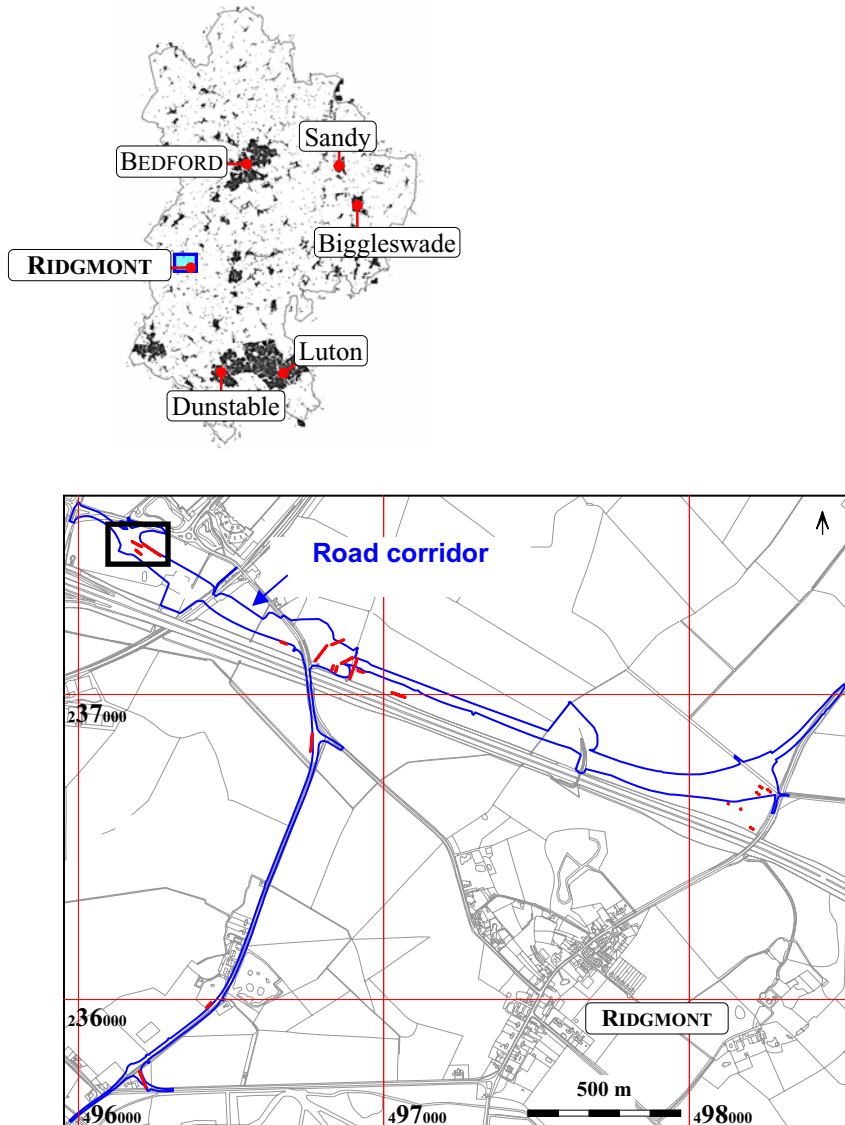 Sandy
BEDFORD
Biggleswade
RIDGMONT
Luton
Dunstable
Road corridor
237000
236000
RIDGMONT
500 m
496000
497000
498000